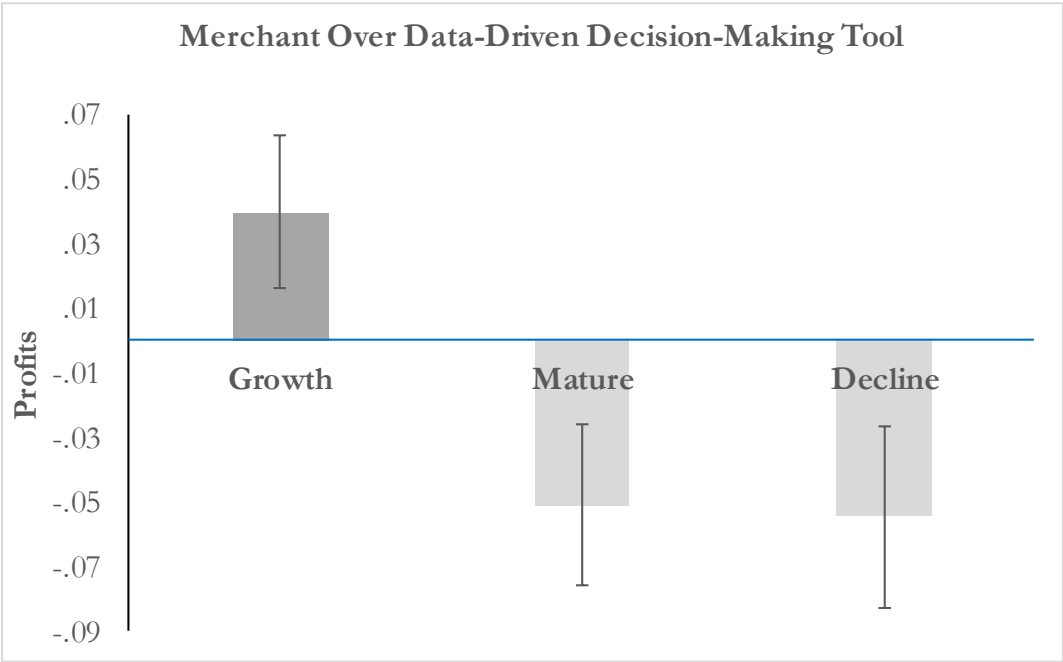 Merchant Over Data-Driven Decision-Making Tool
.07
.05
.03
.01
-.01
-.03
-.05
-.07
-.09
Profits
Growth
Mature
Decline